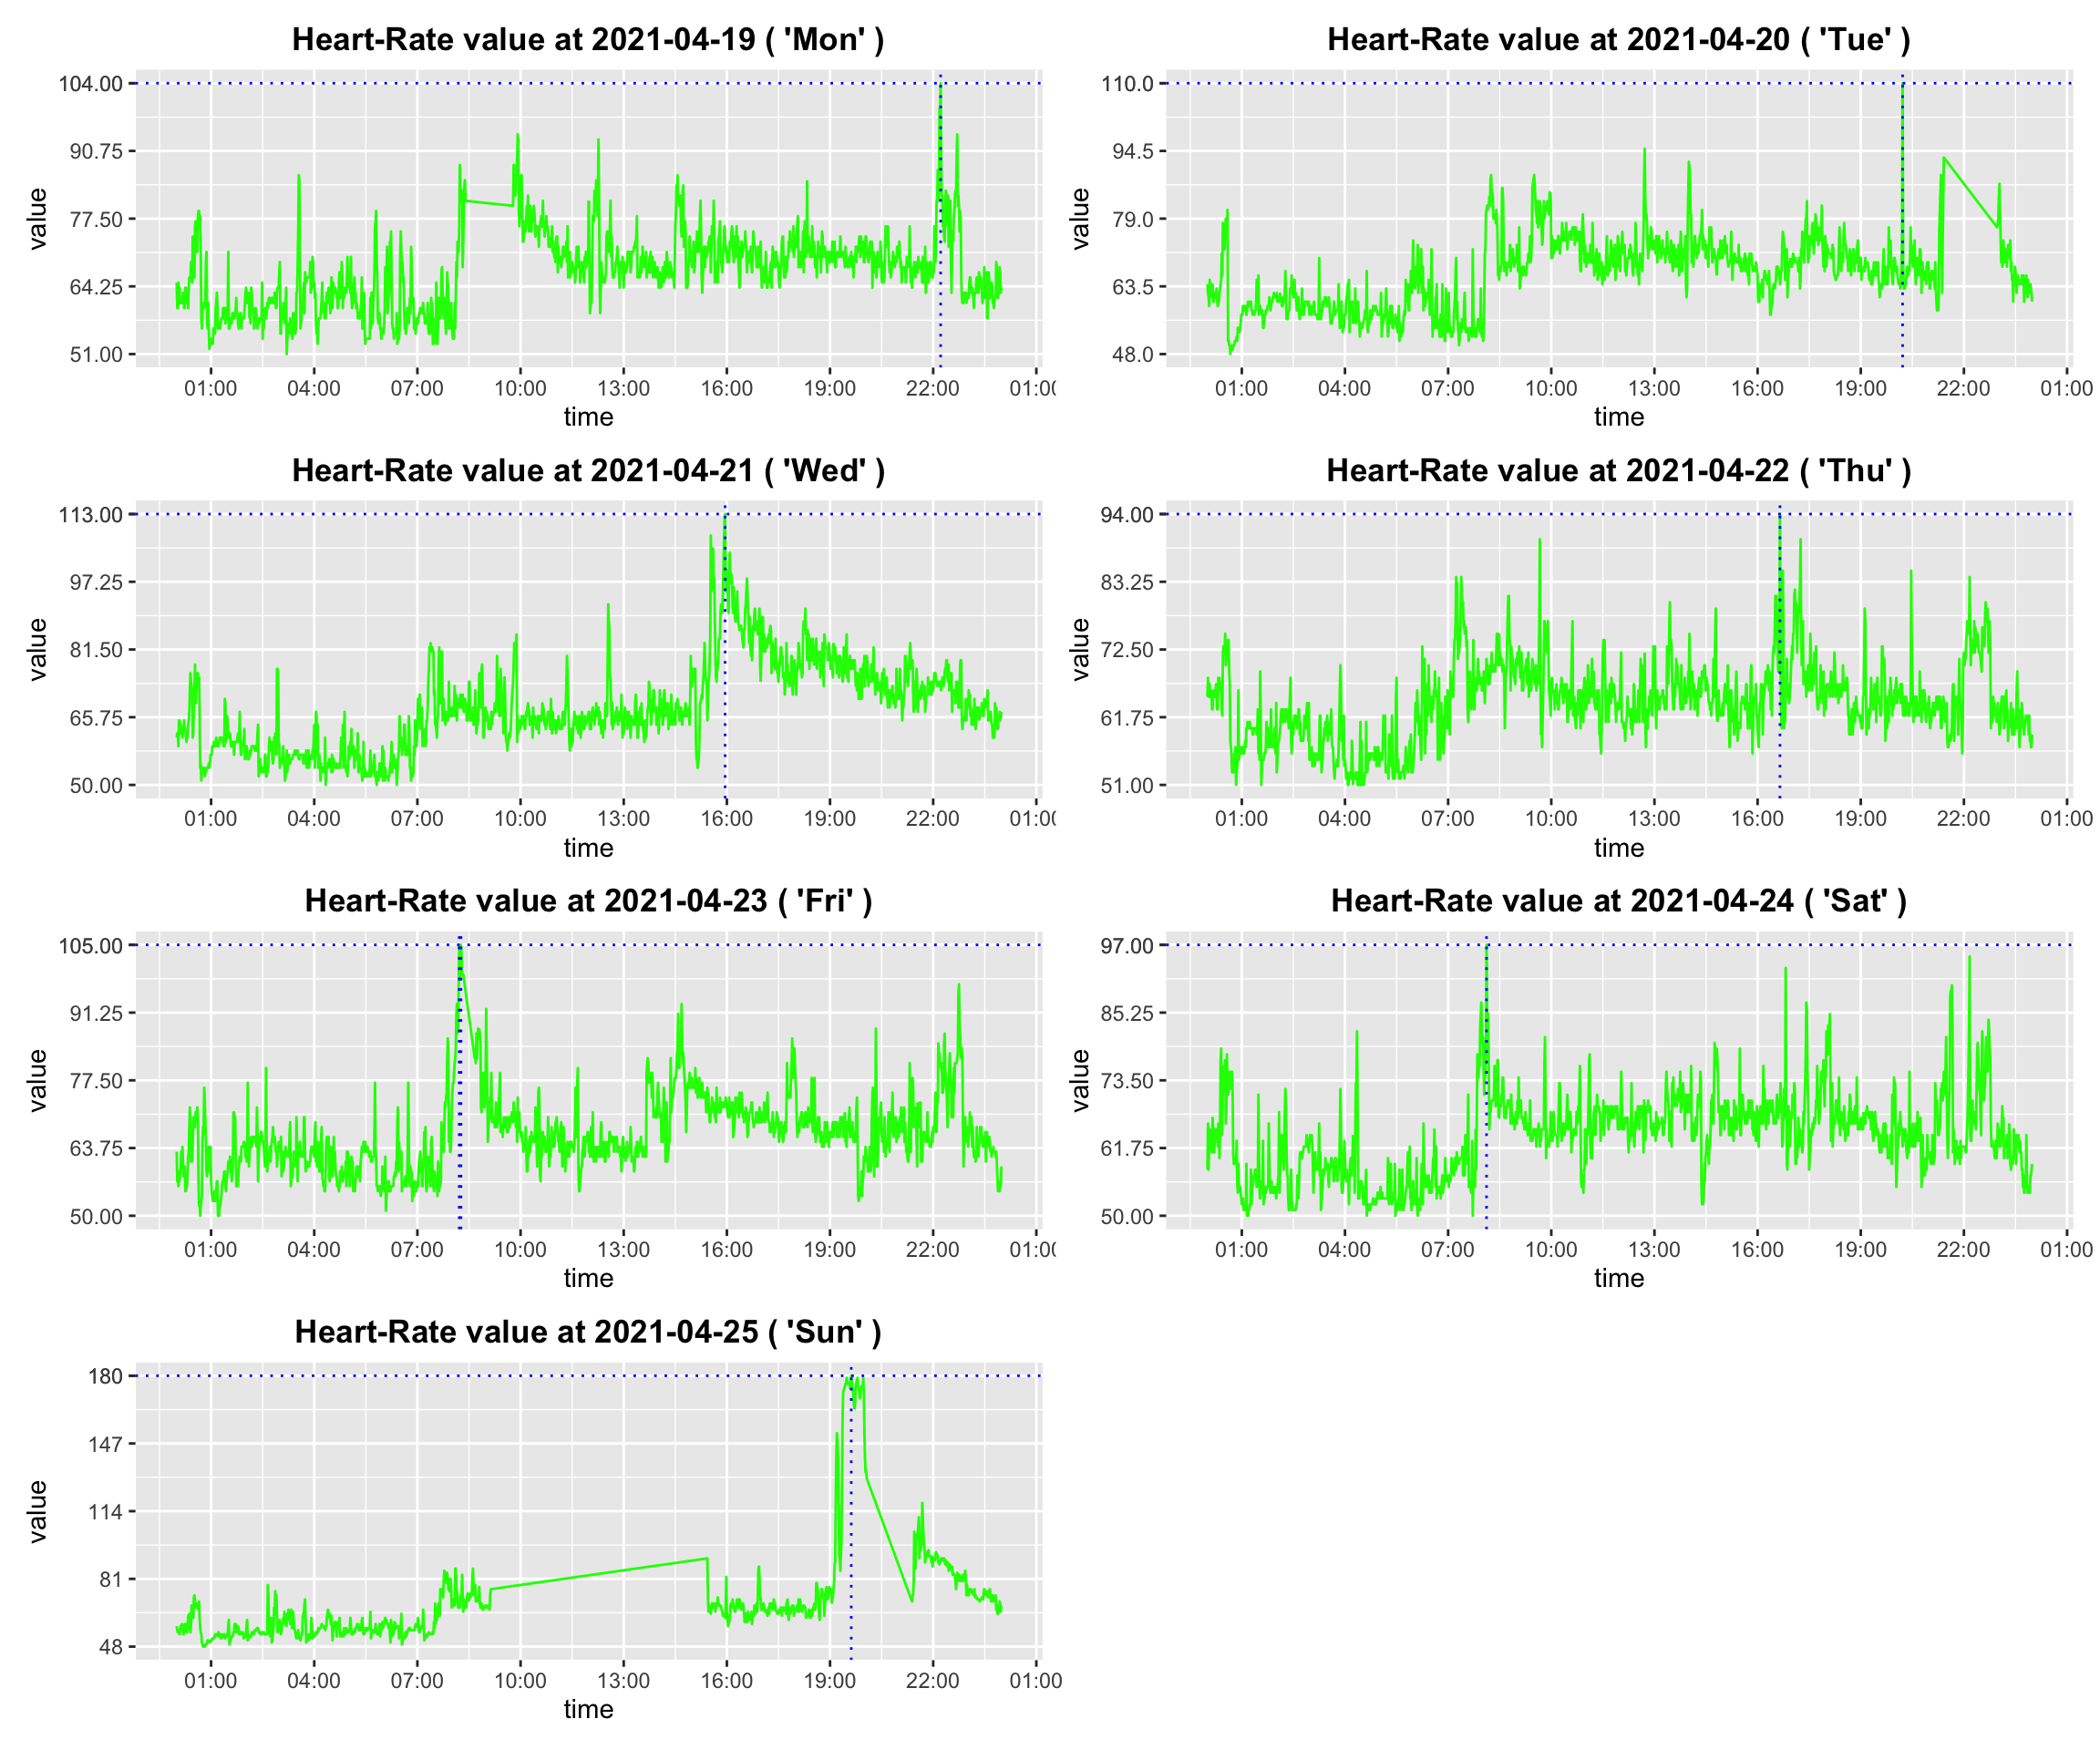 Heart-Rate value at 2021-04-19 ( 'Mon' )
104.00
90.75
77.50
64.25
51.00
value
01:00 04:00 07:00 10:00 13:00 16:00 19:00 22:00 01:00
time
Heart-Rate value at 2021-04-20 ( 'Tue' )
110.0
94.5
79.0
63.5
48.0
value
01:00 04:00 07:00 10:00 13:00 16:00 19:00 22:00 01:00
time
Heart-Rate value at 2021-04-21 ( 'Wed' )
113.00
97.25
81.50
65.75
50.00
value
01:00 04:00 07:00 10:00 13:00 16:00 19:00 22:00 01:00
time
Heart-Rate value at 2021-04-22 ( 'Thu' )
94.00
83.25
72.50
61.75
51.00
value
01:00 04:00 07:00 10:00 13:00 16:00 19:00 22:00 01:00
time
Heart-Rate value at 2021-04-23 ( 'Fri' )
105.00
91.25
77.50
63.75
50.00
value
01:00 04:00 07:00 10:00 13:00 16:00 19:00 22:00 01:00
time
Heart-Rate value at 2021-04-24 ( 'Sat' )
97.00
85.25
73.50
61.75
50.00
value
01:00 04:00 07:00 10:00 13:00 16:00 19:00 22:00 01:00
time
Heart-Rate value at 2021-04-25 ( 'Sun' )
180
147
114
81
48
value
01:00 04:00 07:00 10:00 13:00 16:00 19:00 22:00 01:00
time